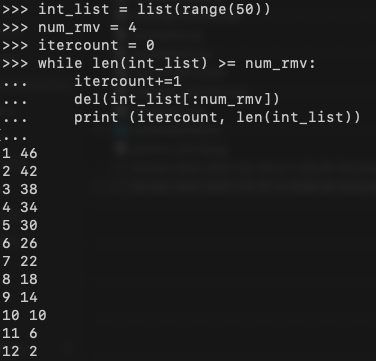 >>> int_list = list(range(50))
>>> num_rmv = 4
>>> itercount = 0
>>> while len(int_list) >= num_rmv:
...     itercount+=1
...     del(int_list[:num_rmv])
...     print (itercount, len(int_list))
...
1 46
2 42
3 38
4 34
5 30
6 26
7 22
8 18
9 14
10 10
11 6
12 2